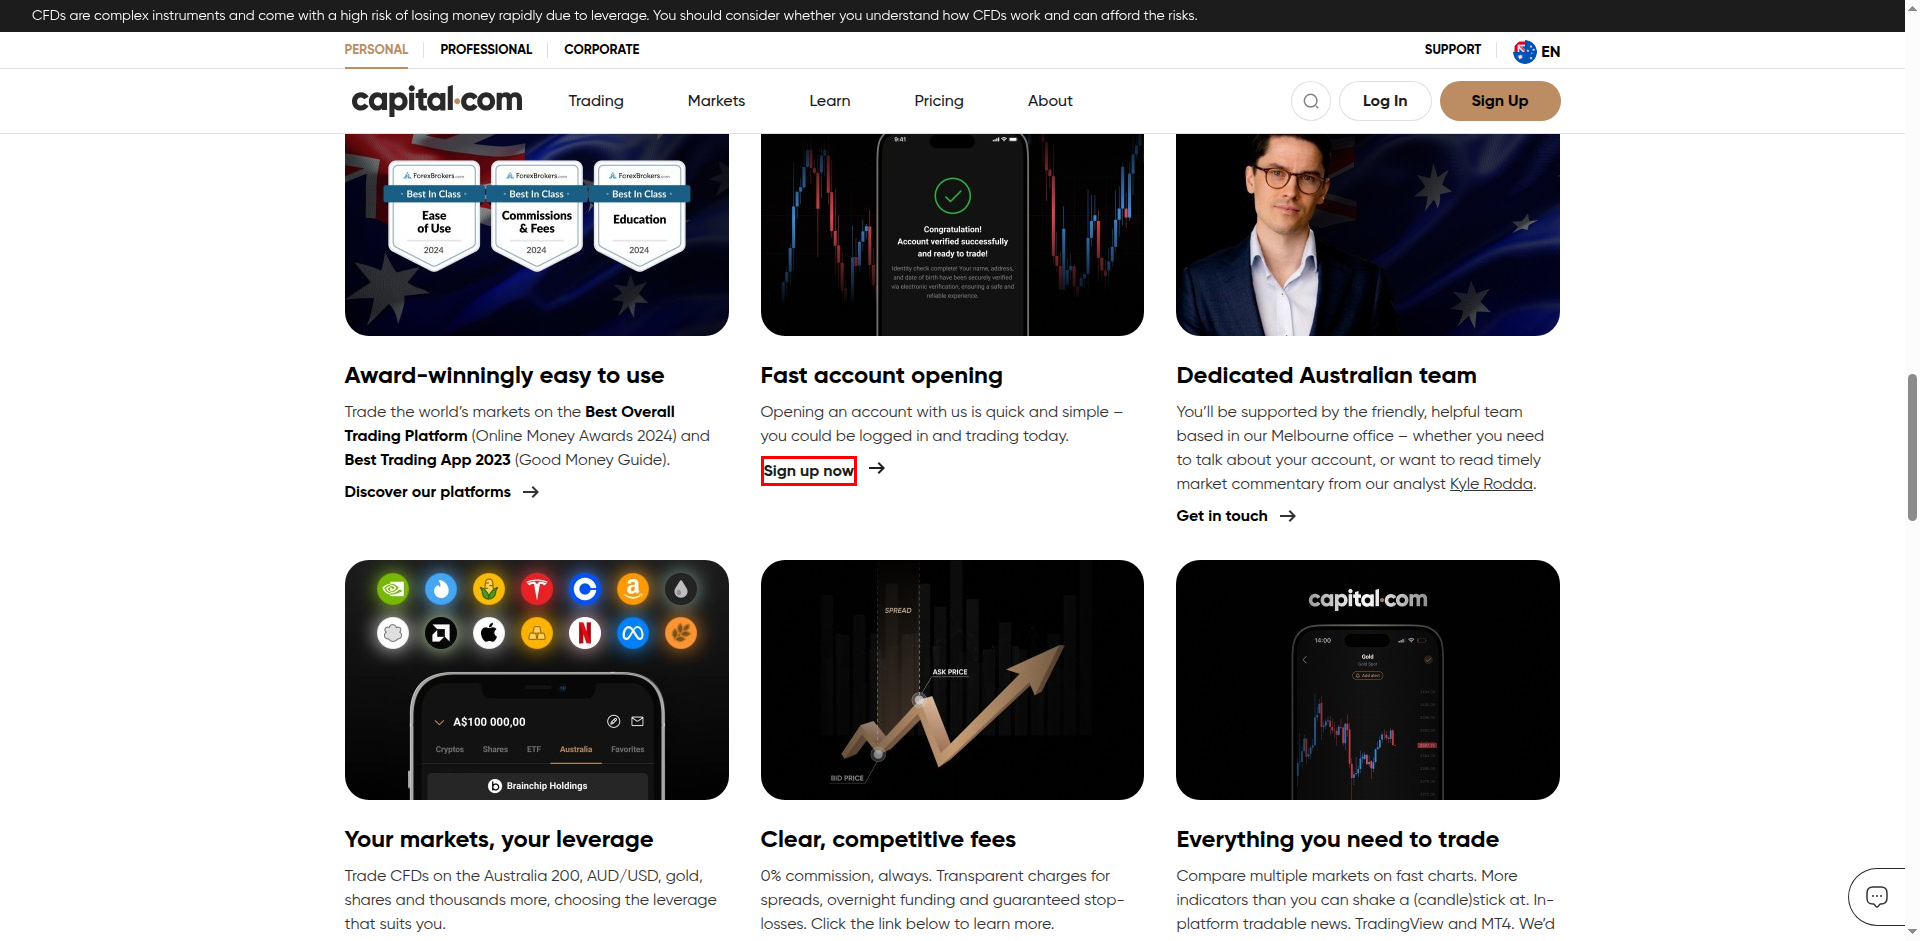 CFDs are complex instruments and come with a high risk of losing money rapidly due to leverage. You should consider whether you understand how CFDs work and can afford the risks.
PERSONAL
PROFESSIONAL
CORPORATE
SUPPORT
EN
capital.com
Trading
Markets
Learn
Pricing
About
Log In
Sign Up
ForexBrokers.com
Best In Class
Ease
of Use
2024
ForexBrokers.com
Best In Class
Commissions
& Fees
2024
ForexBrokers.com
Best In Class
Education
2024
9:41
Congratulation!
Account verified successfully
and ready to trade!
Identity check complete! Your name, address,
and date of birth have been securely verified
via electronic verification, ensuring a safe and
reliable experience.
Award-winningly easy to use
Trade the world’s markets on the Best Overall
Trading Platform (Online Money Awards 2024) and
Best Trading App 2023 (Good Money Guide).
Discover our platforms
Fast account opening
Opening an account with us is quick and simple –
you could be logged in and trading today.
Sign up now
Dedicated Australian team
You’ll be supported by the friendly, helpful team
based in our Melbourne office – whether you need
to talk about your account, or want to read timely
market commentary from our analyst Kyle Rodda.
Get in touch
A$100 000,00
Cryptos
Shares
ETF
Australia
Favorites
Brainchip Holdings
SPREAD
ASK PRICE
BID PRICE
capital.com
14:00
Gold
Gold Spot
Add alert
Your markets, your leverage
Trade CFDs on the Australia 200, AUD/USD, gold,
shares and thousands more, choosing the leverage
that suits you.
Clear, competitive fees
0% commission, always. Transparent charges for
spreads, overnight funding and guaranteed stop-
losses. Click the link below to learn more.
Everything you need to trade
Compare multiple markets on fast charts. More
indicators than you can shake a (candle)stick at. In-
platform tradable news. TradingView and MT4. We’d